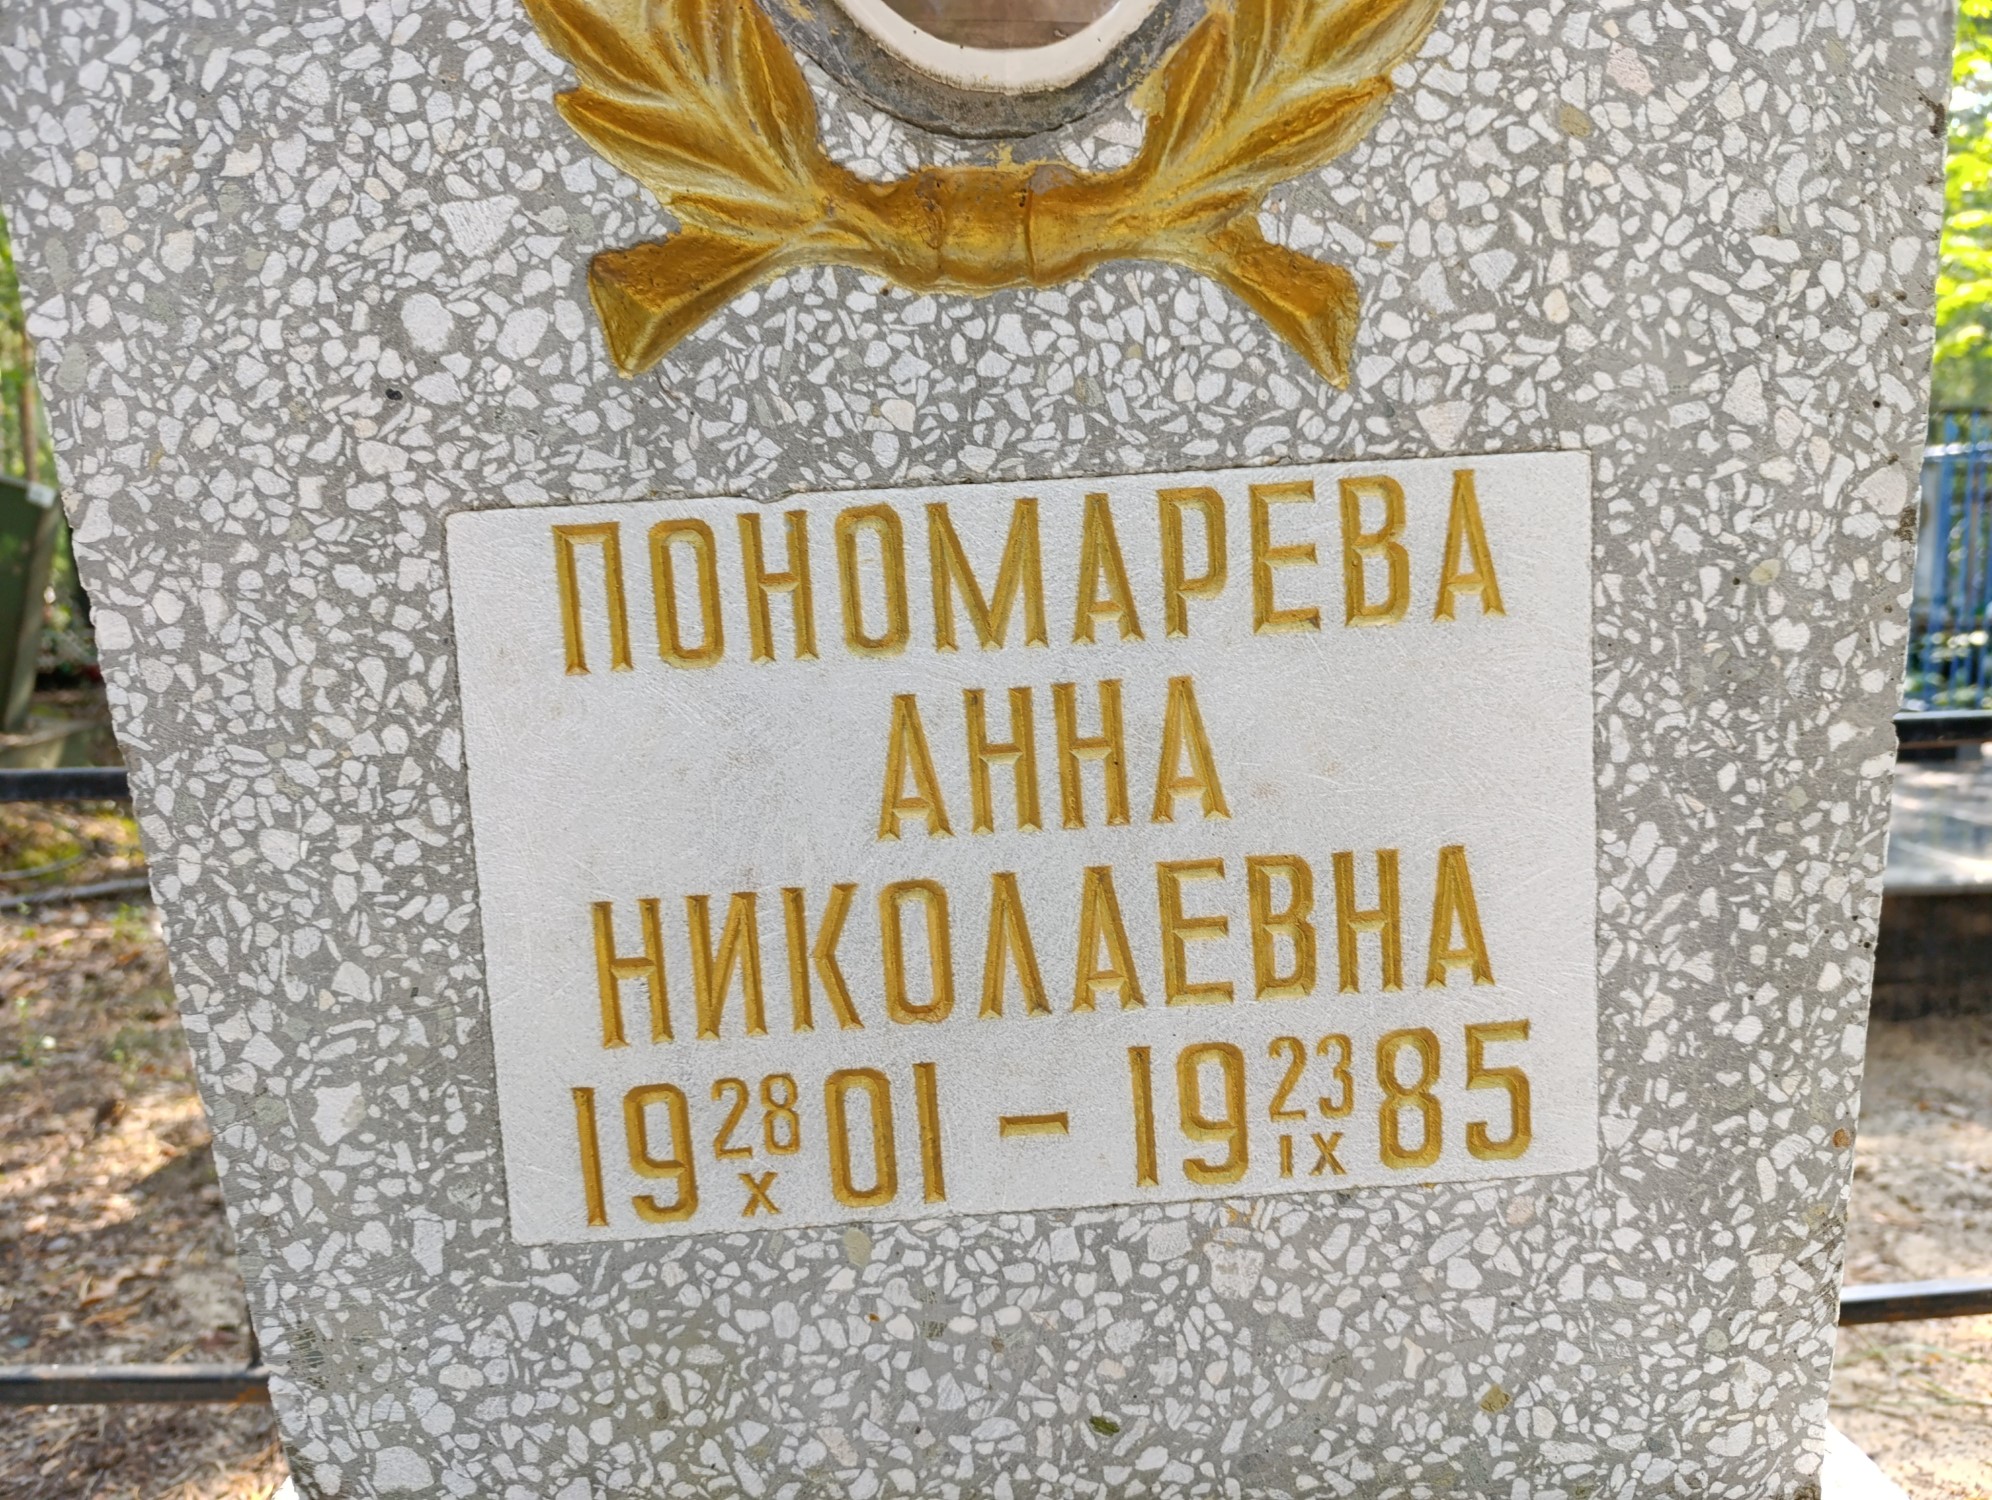 ПОНОМАРЕВА
АННА
НИКОЛАЕВНА
19 28/X 01 - 19 23/IX 85